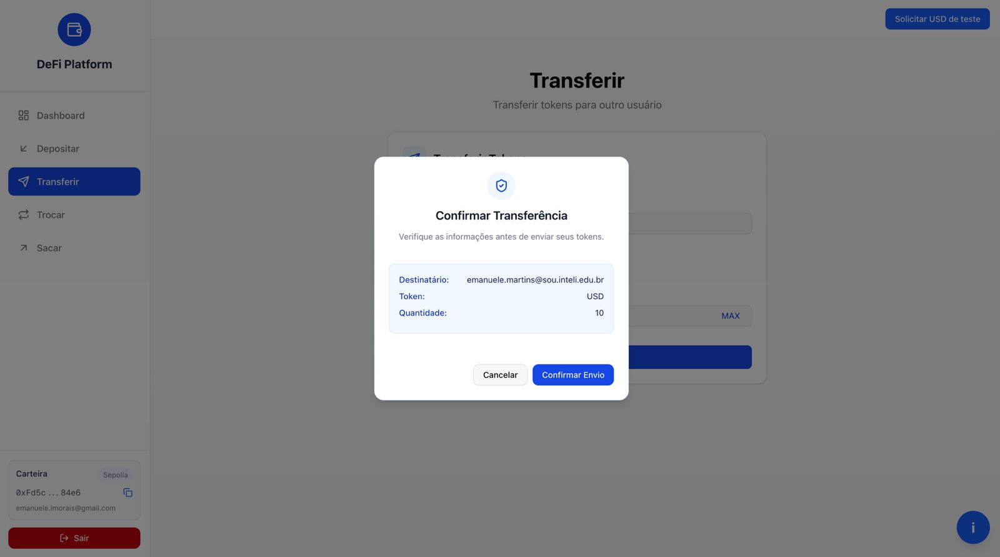 DeFi Platform
Dashboard
Depositar
Transferir
Trocar
Sacar
Carteira
Sepolia
0xFd5c ... 84e6
emanuele.lmorais@gmail.com
Sair
Solicitar USD de teste
Transferir
Transferir tokens para outro usuário
Confirmar Transferência
Verifique as informações antes de enviar seus tokens.
Destinatário: emanuele.martins@sou.inteli.edu.br
Token: USD
Quantidade: 10
Cancelar
Confirmar Envio
MAX
i